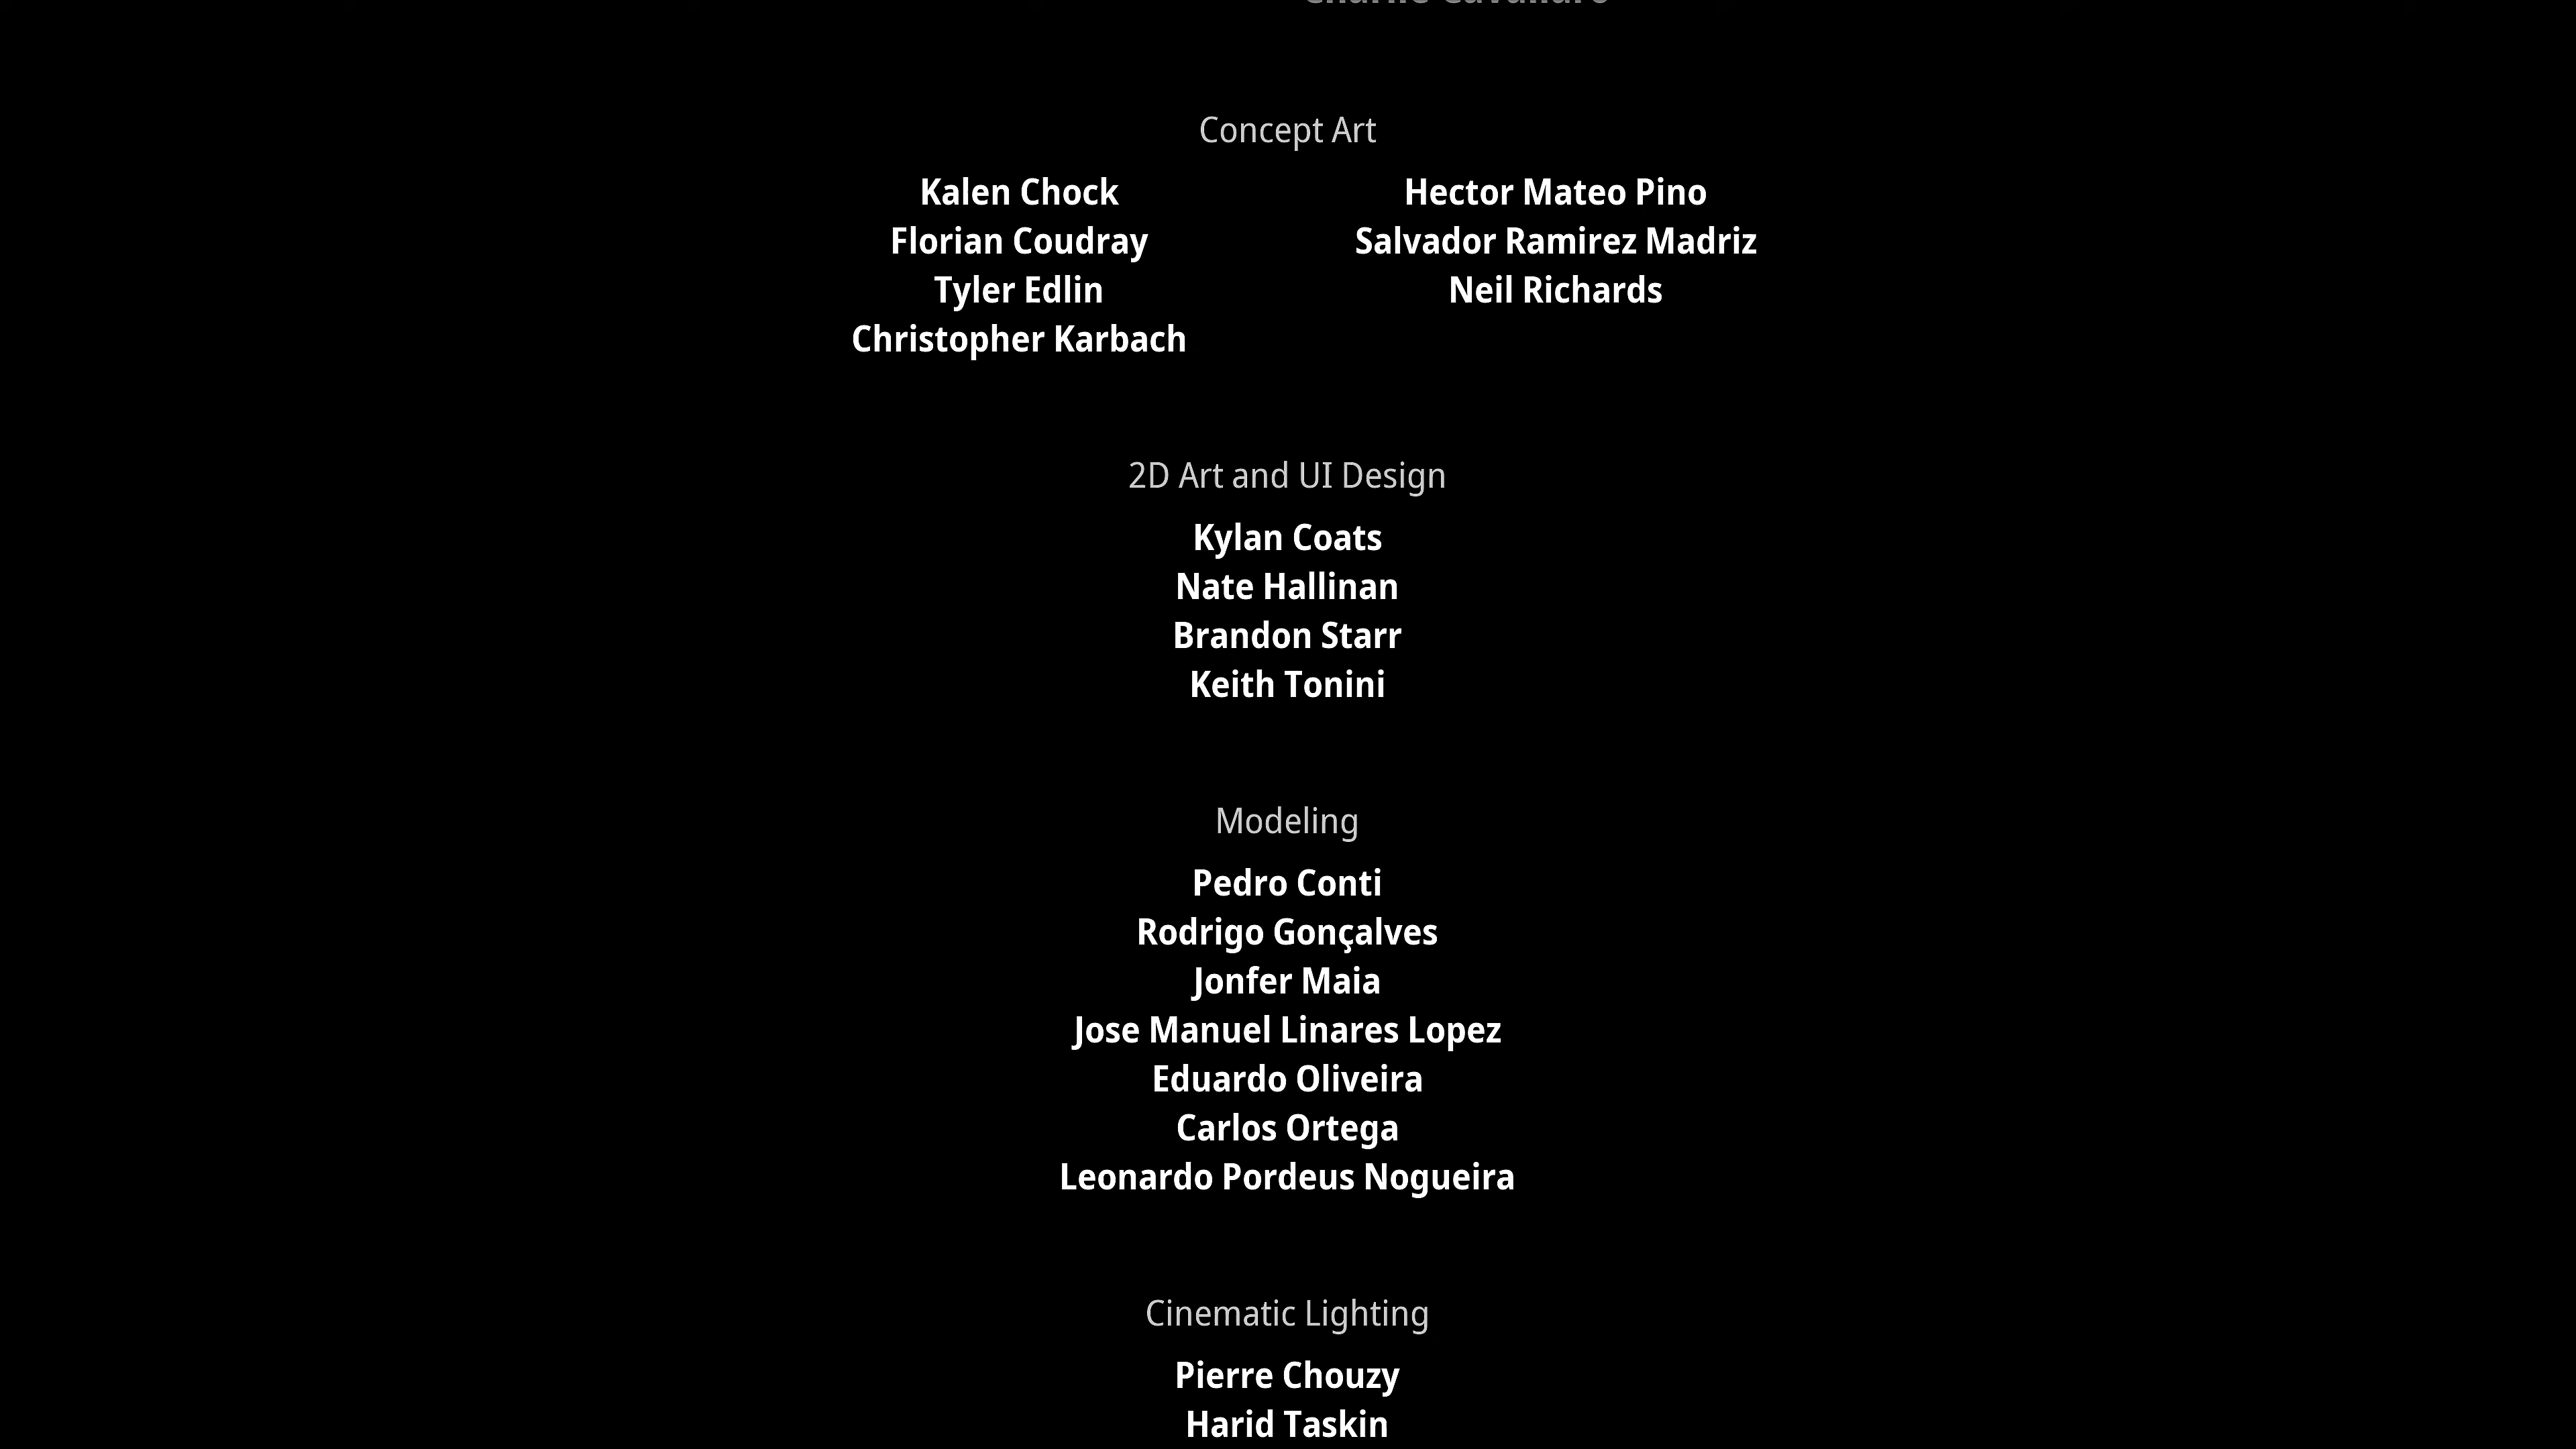 Concept Art
Kalen Chock
Florian Coudray
Tyler Edlin
Christopher Karbach
Hector Mateo Pino
Salvador Ramirez Madriz
Neil Richards
2D Art and UI Design
Kylan Coats
Nate Hallinan
Brandon Starr
Keith Tonini
Modeling
Pedro Conti
Rodrigo Gonçalves
Jonfer Maia
Jose Manuel Linares Lopez
Eduardo Oliveira
Carlos Ortega
Leonardo Pordeus Nogueira
Cinematic Lighting
Pierre Chouzy
Harid Taskin